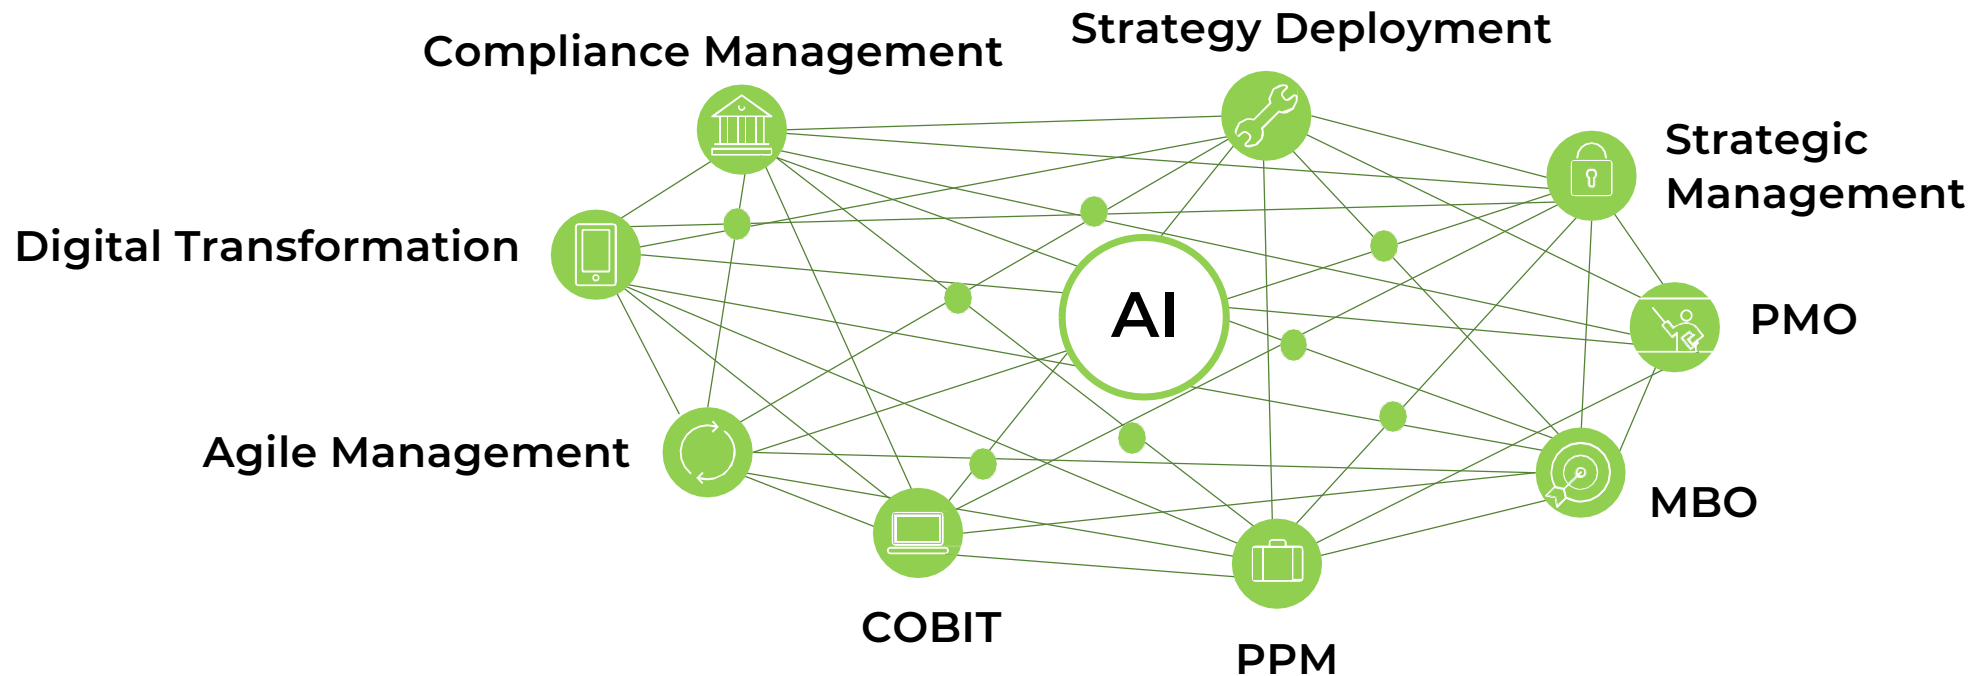 Strategy Deployment
Compliance Management
Strategic
Management
Digital Transformation
AI
PMO
Agile Management
MBO
COBIT
PPM